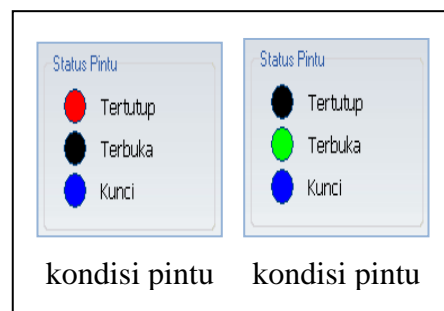 Status Pintu
Tertutup
Terbuka
Kunci
kondisi pintu
Status Pintu
Tertutup
Terbuka
Kunci
kondisi pintu